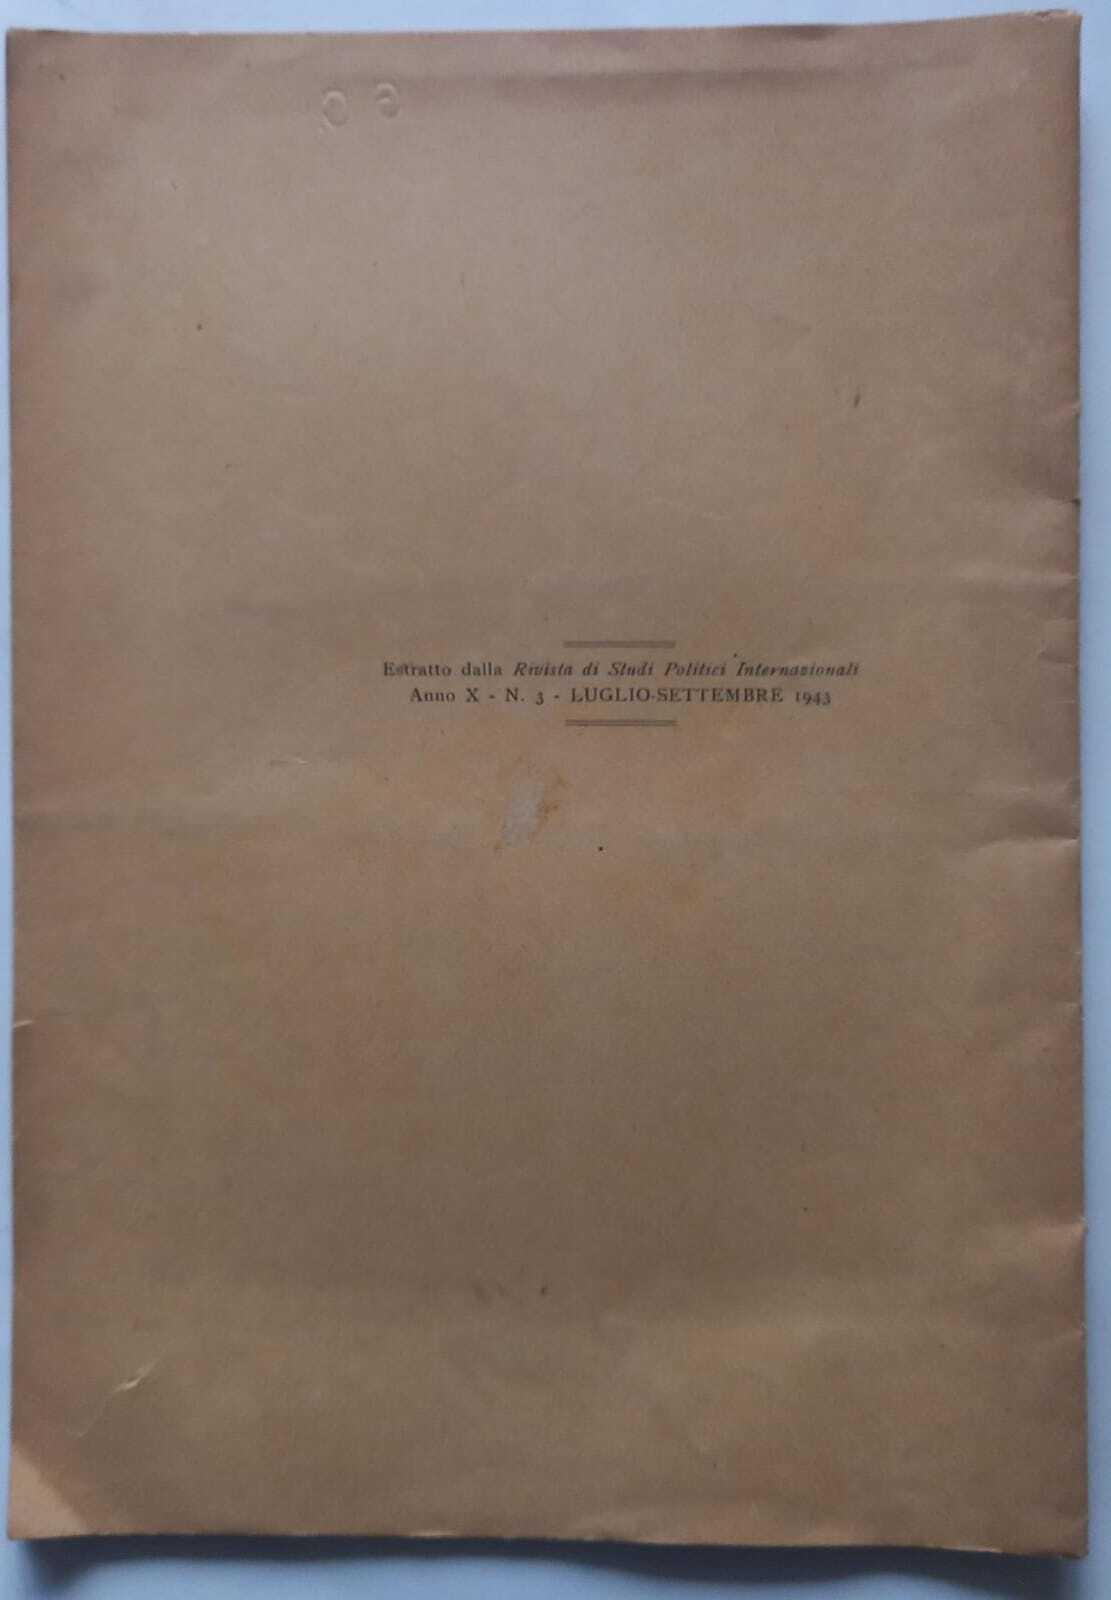 Estratto dalla Rivista di Studi Politici Internazionali
Anno X - N. 3 - LUGLIO-SETTEMBRE 1943